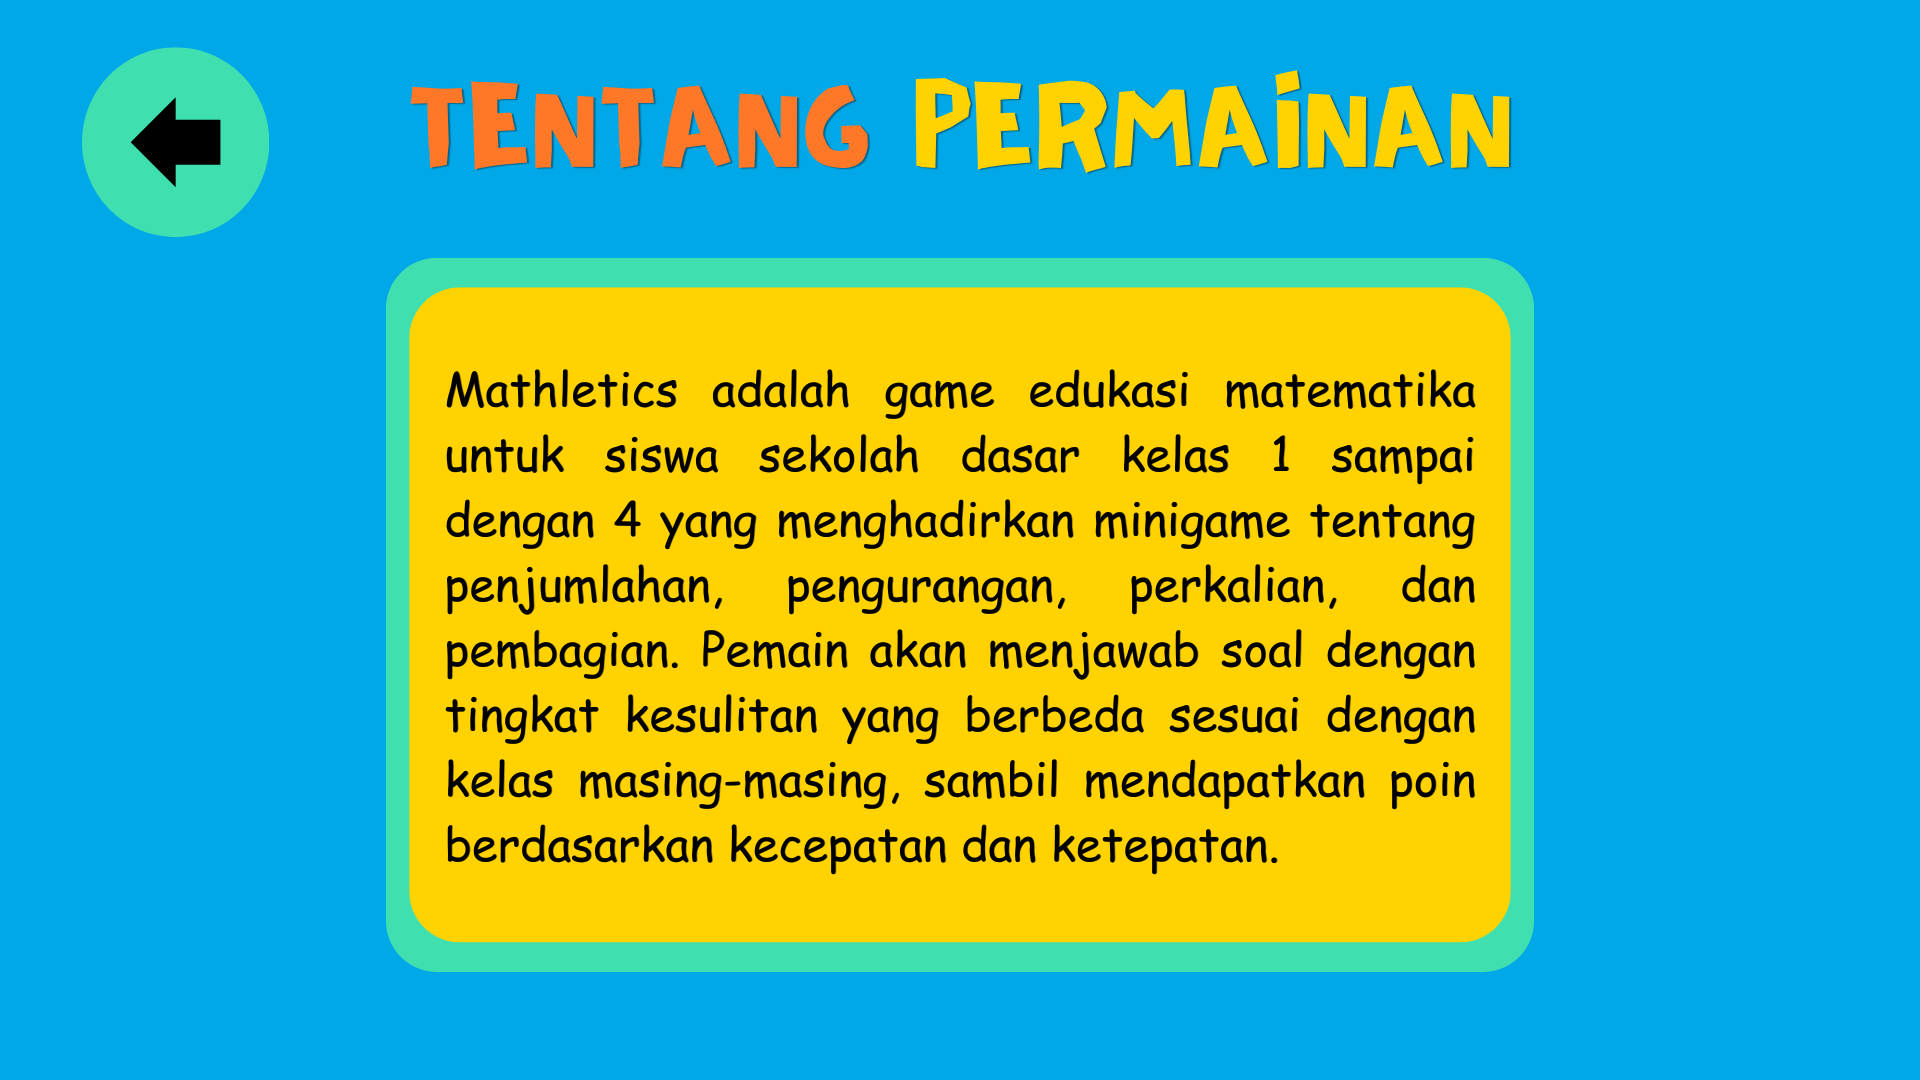 TENTANG PERMAINAN
Mathletics adalah game edukasi matematika
untuk siswa sekolah dasar kelas 1 sampai
dengan 4 yang menghadirkan minigame tentang
penjumlahan, pengurangan, perkalian, dan
pembagian. Pemain akan menjawab soal dengan
tingkat kesulitan yang berbeda sesuai dengan
kelas masing-masing, sambil mendapatkan poin
berdasarkan kecepatan dan ketepatan.